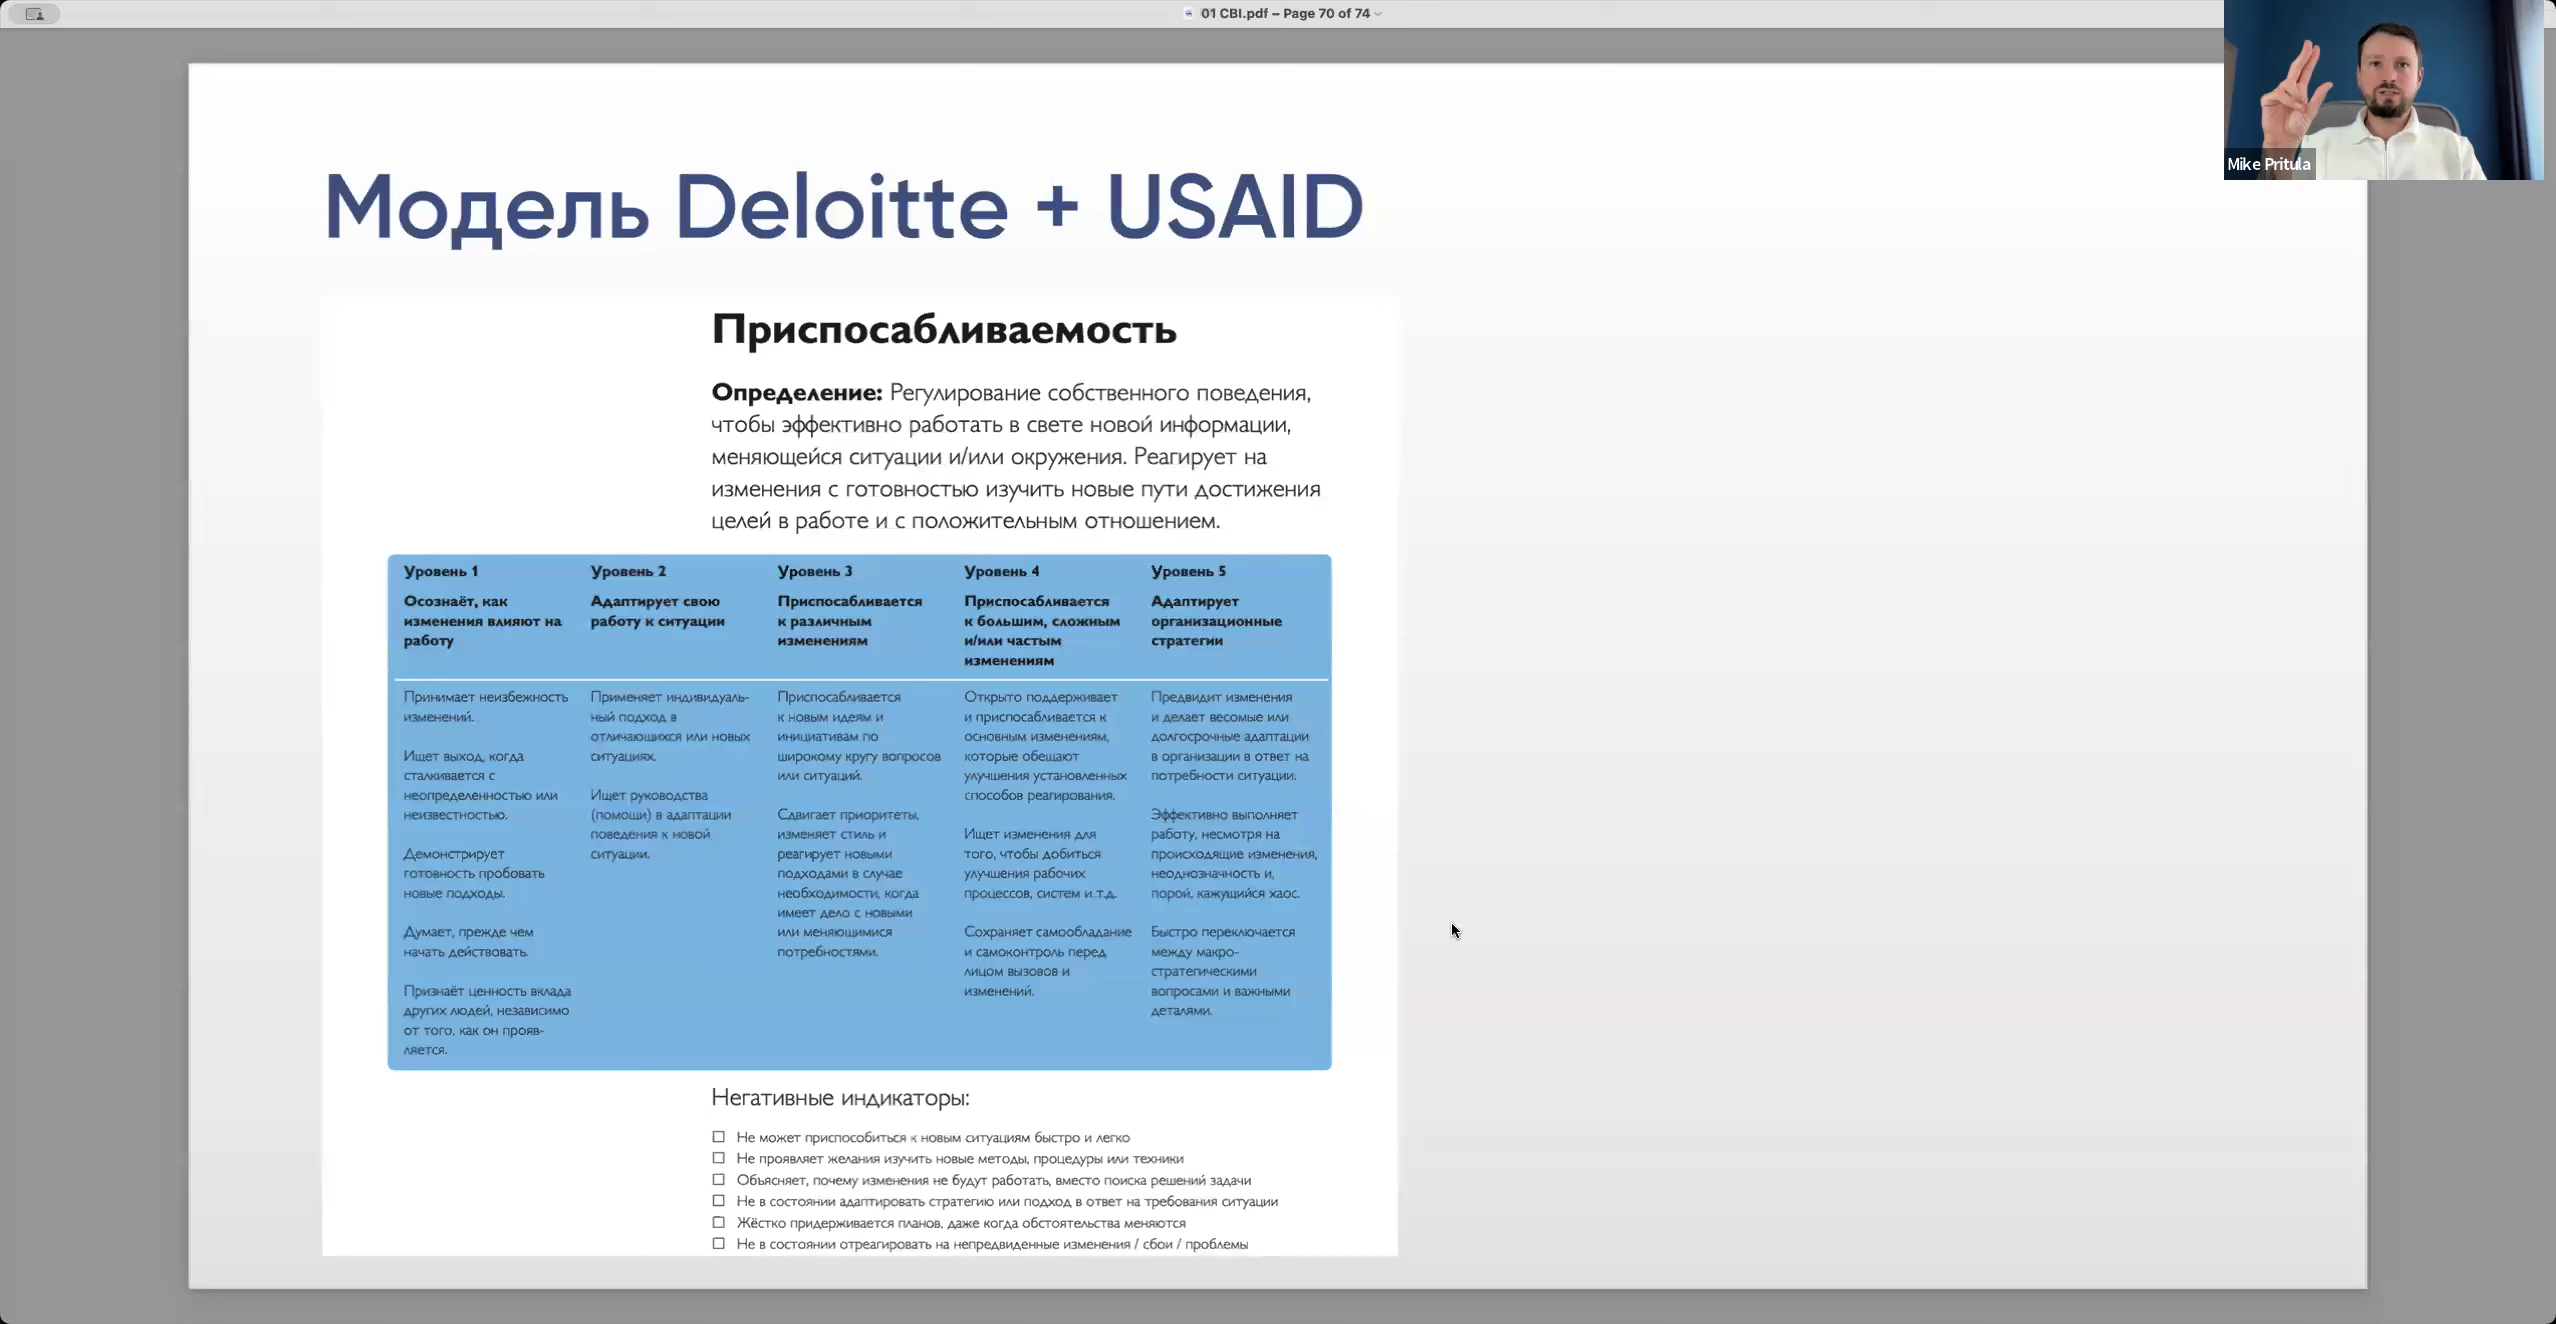 01 CBI.pdf – Page 70 of 74
Mike Pritula
Модель Deloitte + USAID
Приспосабливаемость
Определение: Регулирование собственного поведения,
чтобы эффективно работать в свете новой информации,
меняющейся ситуации и/или окружения. Реагирует на
изменения с готовностью изучить новые пути достижения
целей в работе и с положительным отношением.
Уровень 1
Осознаёт, как
изменения влияют на
работу
Принимает неизбежность
изменений.
Ищет выход, когда
сталкивается с
неопределенностью или
неизвестностью.
Демонстрирует
готовность пробовать
новые подходы.
Думает, прежде чем
начать действовать.
Признаёт ценность вклада
других людей, независимо
от того, как он прояв-
ляется.
Уровень 2
Адаптирует свою
работу к ситуации
Применяет индивидуаль-
ный подход в
отличающихся или новых
ситуациях.
Ищет руководства
(помощи) в адаптации
поведения к новой
ситуации.
Уровень 3
Приспосабливается
к различным
изменениям
Приспосабливается
к новым идеям и
инициативам по
широкому кругу вопросов
или ситуаций.
Сдвигает приоритеты,
изменяет стиль и
реагирует новыми
подходами в случае
необходимости, когда
имеет дело с новыми
или меняющимися
потребностями.
Уровень 4
Приспосабливается
к большим, сложным
и/или частым
изменениям
Открыто поддерживает
и приспосабливается к
основным изменениям,
которые обещают
улучшения установленных
способов реагирования.
Ищет изменения для
того, чтобы добиться
улучшения рабочих
процессов, систем и т.д.
Сохраняет самообладание
и самоконтроль перед
лицом вызовов и
изменений.
Уровень 5
Адаптирует
организационные
стратегии
Предвидит изменения
и делает весомые или
долгосрочные адаптации
в организации в ответ на
потребности ситуации.
Эффективно выполняет
работу, несмотря на
происходящие изменения,
неоднозначность и,
порой, кажущийся хаос.
Быстро переключается
между макро-
стратегическими
вопросами и важными
деталями.
Негативные индикаторы:
Не может приспособиться к новым ситуациям быстро и легко
Не проявляет желания изучить новые методы, процедуры или техники
Объясняет, почему изменения не будут работать, вместо поиска решений задачи
Не в состоянии адаптировать стратегию или подход в ответ на требования ситуации
Жёстко придерживается планов, даже когда обстоятельства меняются
Не в состоянии отреагировать на непредвиденные изменения / сбои / проблемы